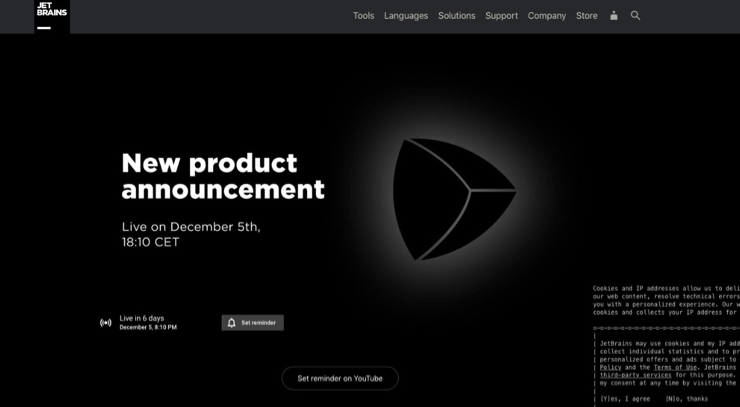 JET
BRAINS
Tools Languages Solutions Support Company Store
New product
announcement
Live on December 5th,
18:10 CET
Live in 6 days
December 5, 8:10 PM
Set reminder
Set reminder on YouTube
Cookies and IP addresses allow us to deli
our web content, resolve technical errors
you with a personalized experience. Our w
cookies and collects your IP address for
| JetBrains may use cookies and my IP add
| collect individual statistics and to pr
| personalized offers and ads subject to
| Policy and the Terms of Use. JetBrains
| third-party services for this purpose.
| my consent at any time by visiting the
| [Y]es, I agree [N]o, thanks